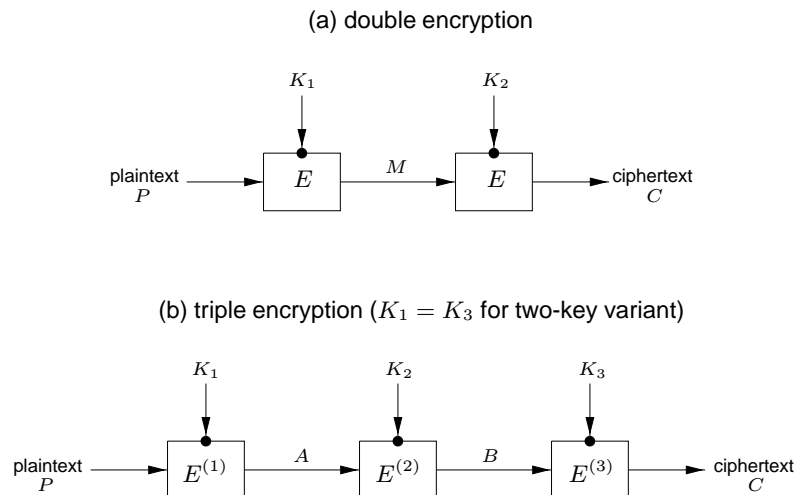 (a) double encryption
K₁ K₂
plaintext P
E M E
ciphertext C
(b) triple encryption (K₁ = K₃ for two-key variant)
K₁ K₂ K₃
plaintext P
E⁽¹⁾ A E⁽²⁾ B E⁽³⁾
ciphertext C